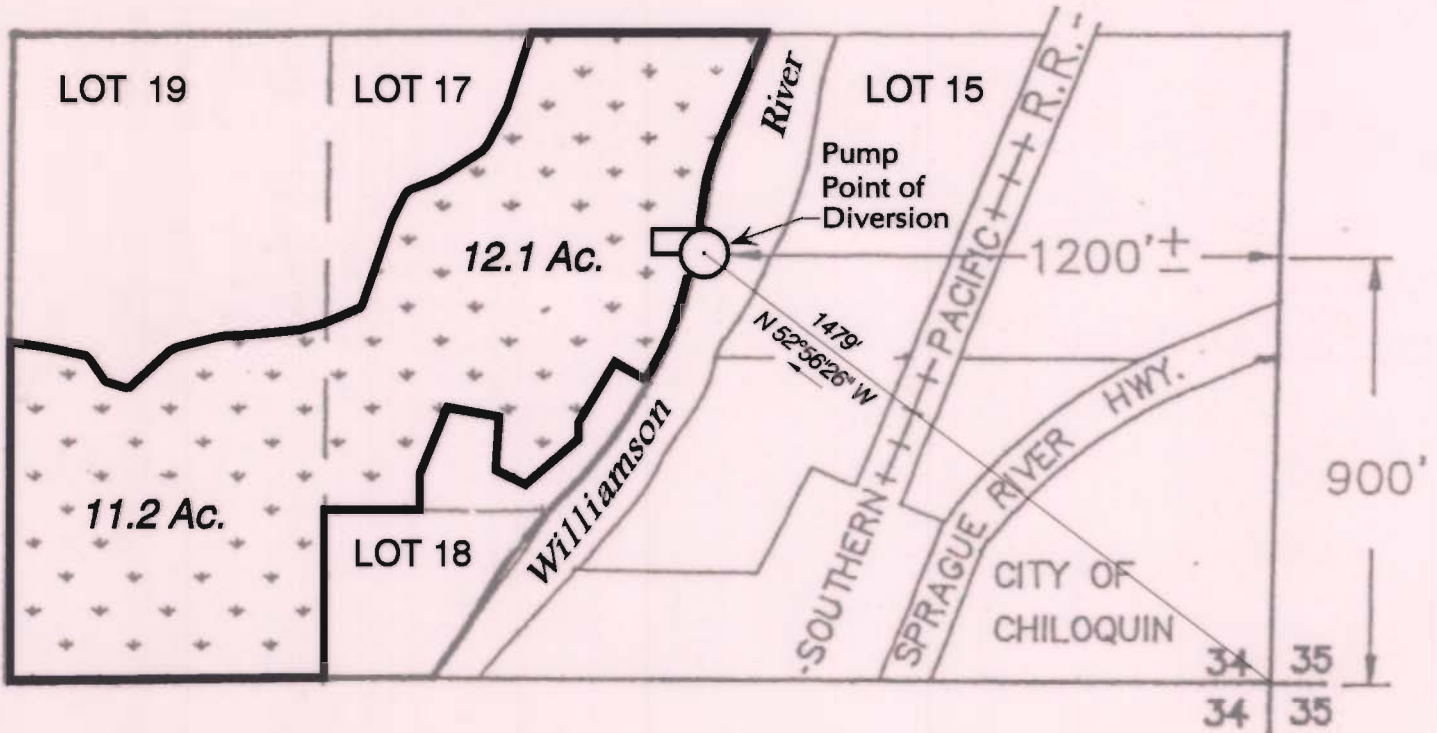 LOT 19
LOT 17
River
LOT 15
SOUTHERN PACIFIC R.R.
Pump
Point of
Diversion
12.1 Ac.
1200'±
1479'
N 52°56'26" W
SPRAGUE RIVER HWY.
900'
Williamson
11.2 Ac.
LOT 18
CITY OF
CHILOQUIN
34 35
34 35